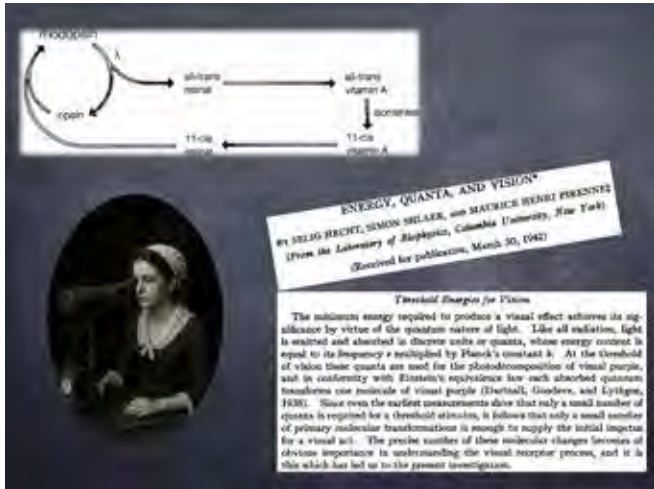 rhodopsin
λ
all-trans
retinal
all-trans
vitamin A
opsin
isomerase
11-cis
retinal
11-cis
vitamin A
ENERGY, QUANTA, AND VISION*
BY SELIG HECHT, SIMON SHLAER, AND MAURICE HENRI PIRENNE‡
(From the Laboratory of Biophysics, Columbia University, New York)
(Received for publication, March 30, 1942)
Threshold Energies for Vision
The minimum energy required to produce a visual effect achieves its sig-
nificance by virtue of the quantum nature of light. Like all radiation, light
is emitted and absorbed in discrete units or quanta, whose energy content is
equal to its frequency ν multiplied by Planck's constant h. At the threshold
of vision these quanta are used for the photodecomposition of visual purple,
and in conformity with Einstein's equivalence law each absorbed quantum
transforms one molecule of visual purple (Dartnall, Goodeve, and Lythgoe,
1938). Since even the earliest measurements show that only a small number of
quanta is required for a threshold stimulus, it follows that only a small number
of primary molecular transformations is enough to supply the initial impetus
for a visual act. The precise number of these molecular changes becomes of
obvious importance in understanding the visual receptor process, and it is
this which has led us to the present investigation.